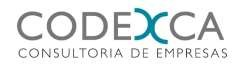 CODEXCA
CONSULTORIA DE EMPRESAS